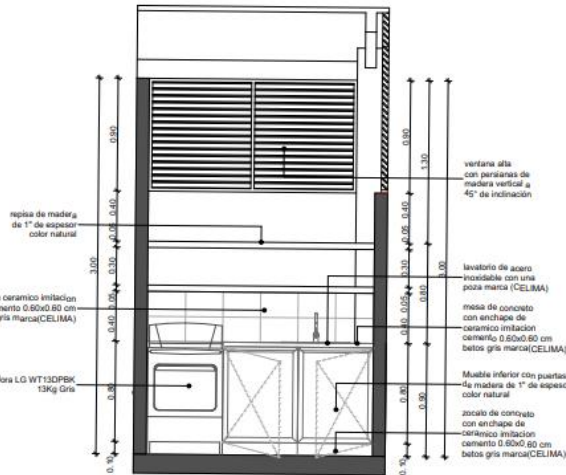 repisa de madera
de 1" de espesor
color natural
ceramico imitacion
cemento 0.60x0.60 cm
gris marca(CELIMA)
LG WT13DPBK
13Kg Gris
ventana alta
con persianas de
madera vertical a
45° de inclinación
lavatorio de acero
inoxidable con una
poza marca (CELIMA)
mesa de concreto
con enchape de
ceramico imitacion
cemento 0.60x0.60 cm
betos gris marca(CELIMA)
Mueble inferior con puertas
de madera de 1" de espesor
color natural
zocalo de concreto
con enchape de
ceramico imitacion
cemento 0.60x0.60 cm
betos gris marca(CELIMA)
3.00
0.90
0.40
0.05
0.30
0.05
0.40
0.80
0.10
0.90
0.40
0.05
0.30
0.05
0.40
0.80
0.10
1.30
0.80
0.90
3.00